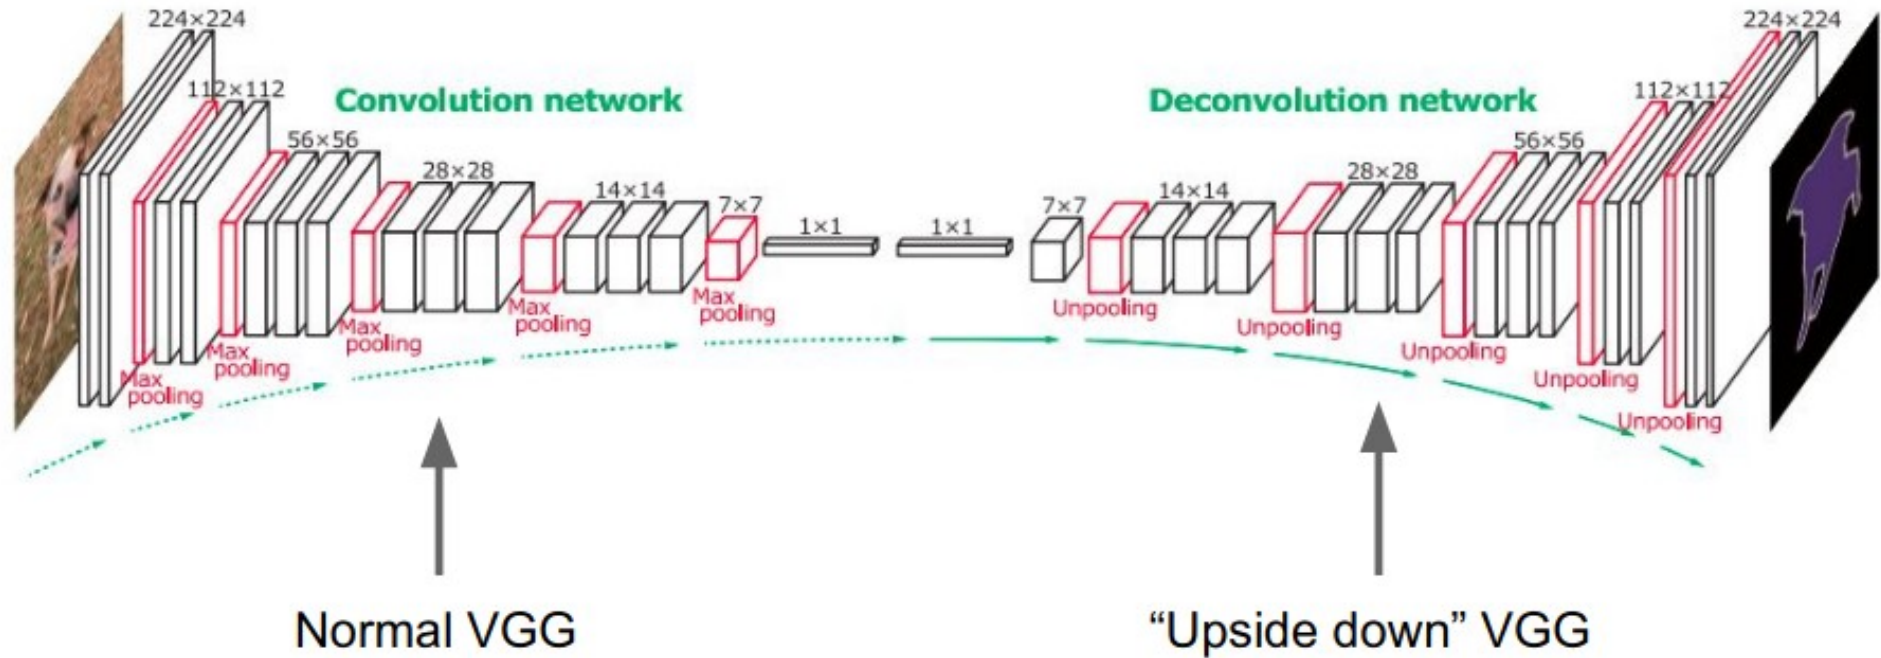 224×224
112×112
56×56
28×28
14×14
7×7
1×1
1×1
7×7
14×14
28×28
56×56
112×112
224×224
Convolution network
Deconvolution network
Max
pooling
Max
pooling
Max
pooling
Max
pooling
Max
pooling
Unpooling
Unpooling
Unpooling
Unpooling
Unpooling
Normal VGG
“Upside down” VGG